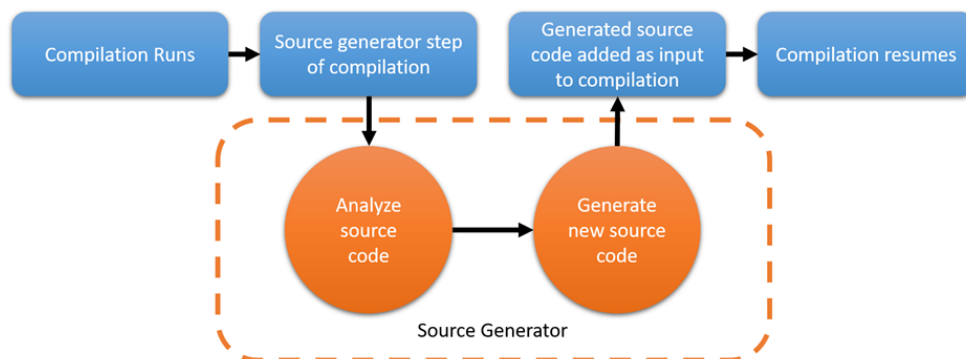 Compilation Runs
Source generator step
of compilation
Generated source
code added as input
to compilation
Compilation resumes
Analyze
source
code
Generate
new source
code
Source Generator